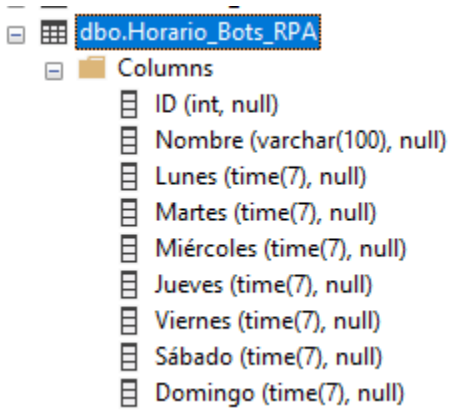 dbo.Horario_Bots_RPA
Columns
ID (int, null)
Nombre (varchar(100), null)
Lunes (time(7), null)
Martes (time(7), null)
Miércoles (time(7), null)
Jueves (time(7), null)
Viernes (time(7), null)
Sábado (time(7), null)
Domingo (time(7), null)